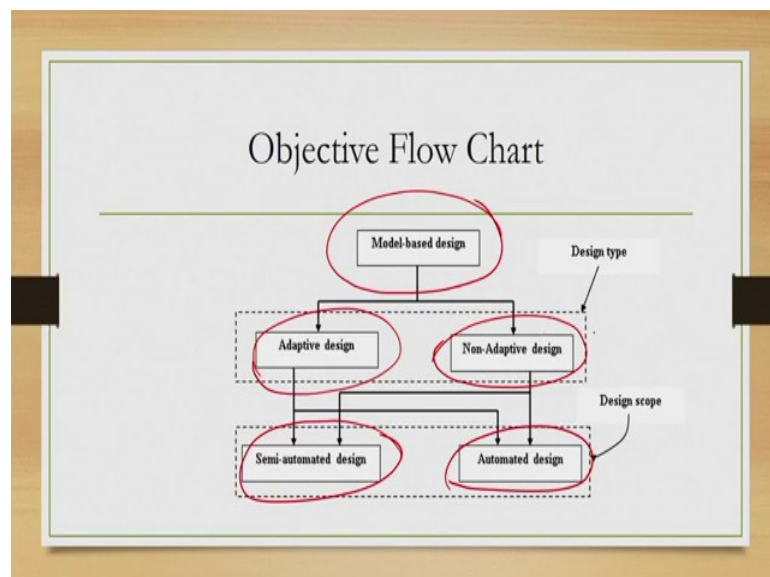 Objective Flow Chart
Model-based design
Design type
Adaptive design
Non-Adaptive design
Design scope
Semi-automated design
Automated design